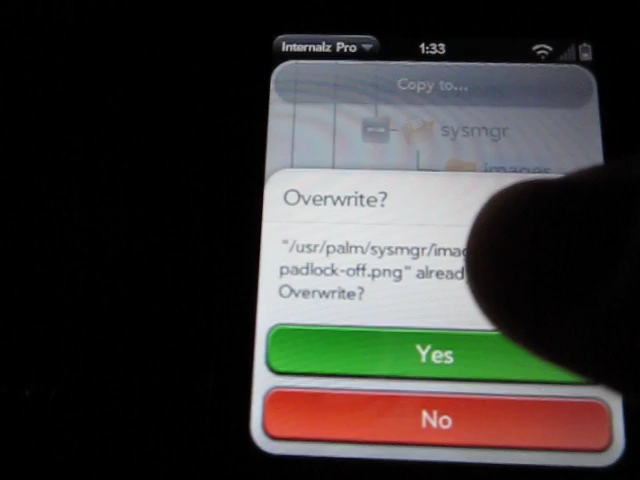 Internalz Pro
1:33
Copy to...
sysmgr
images
Overwrite?
"/usr/palm/sysmgr/imag
padlock-off.png" alread
Overwrite?
Yes
No